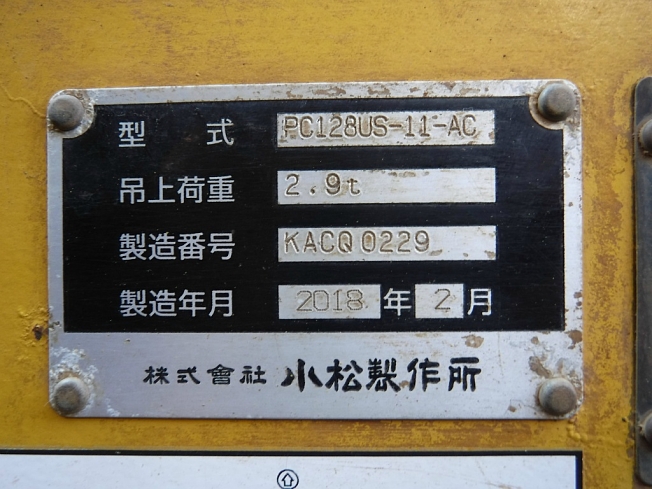 型式 PC128US-11-AC
吊上荷重 2.9t
製造番号 KACQ0229
製造年月 2018年2月
株式會社 小松製作所